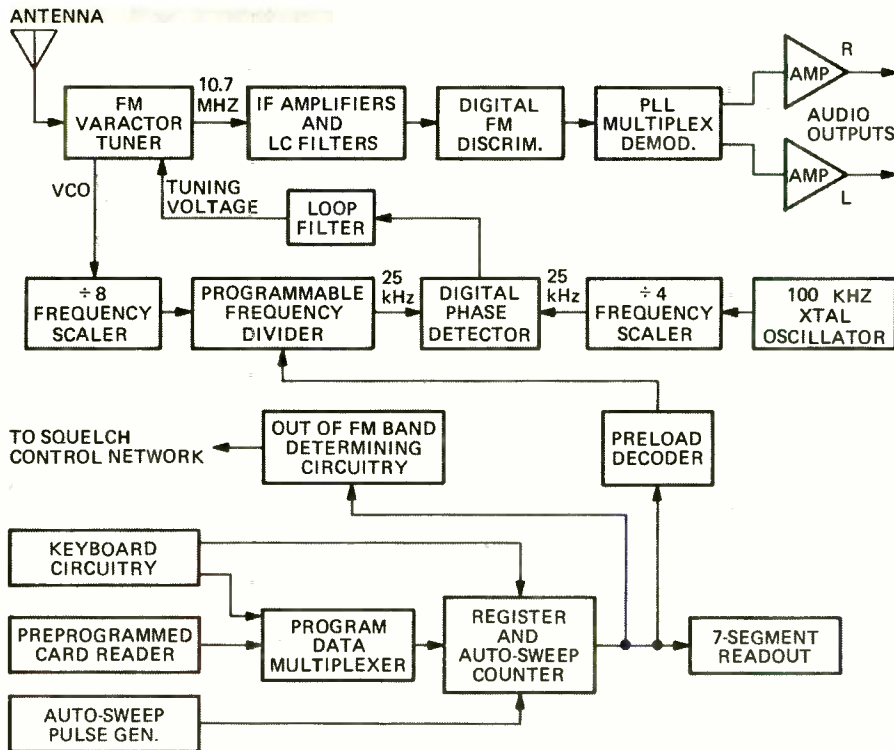 ANTENNA
FM
VARACTOR
TUNER
10.7
MHZ
IF AMPLIFIERS
AND
LC FILTERS
DIGITAL
FM
DISCRIM.
PLL
MULTIPLEX
DEMOD.
AMP
R
AUDIO
OUTPUTS
AMP
L
VCO
TUNING
VOLTAGE
LOOP
FILTER
÷8
FREQUENCY
SCALER
PROGRAMMABLE
FREQUENCY
DIVIDER
25
kHz
DIGITAL
PHASE
DETECTOR
25
kHz
÷4
FREQUENCY
SCALER
100 KHZ
XTAL
OSCILLATOR
TO SQUELCH
CONTROL NETWORK
OUT OF FM BAND
DETERMINING
CIRCUITRY
PRELOAD
DECODER
KEYBOARD
CIRCUITRY
PREPROGRAMMED
CARD READER
PROGRAM
DATA
MULTIPLEXER
REGISTER
AND
AUTO-SWEEP
COUNTER
7-SEGMENT
READOUT
AUTO-SWEEP
PULSE GEN.